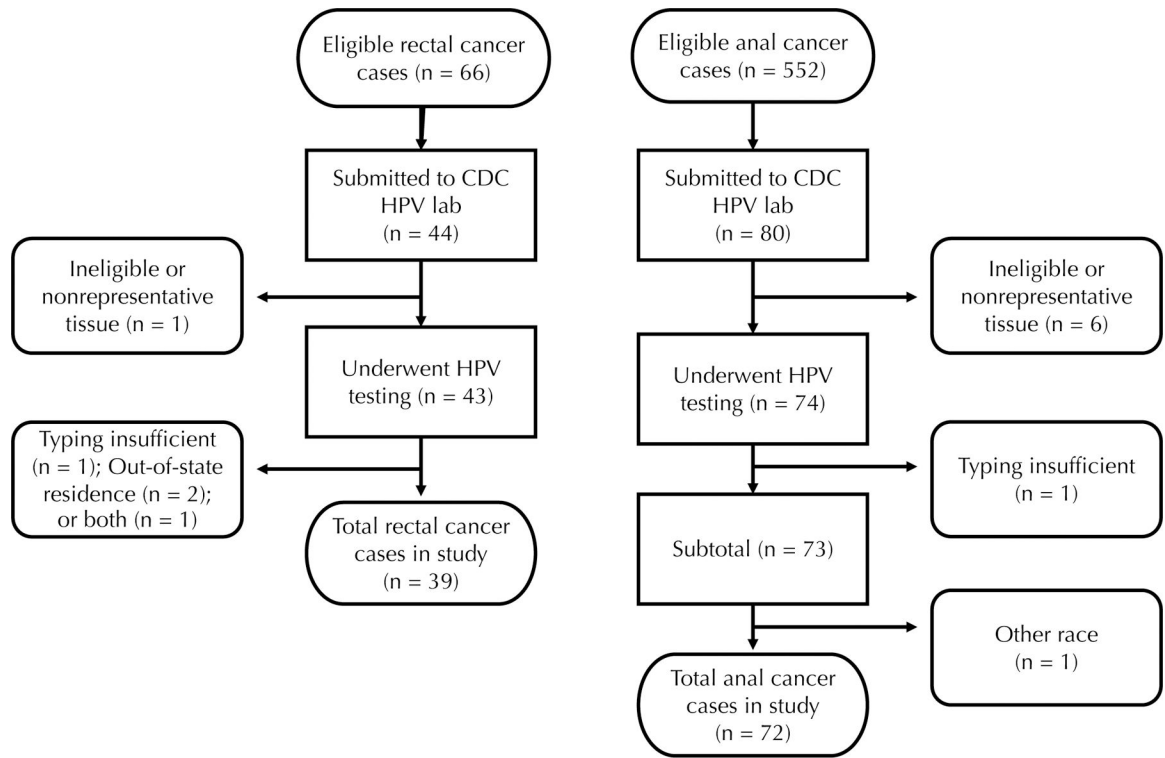 Eligible rectal cancer
cases (n = 66)
Submitted to CDC
HPV lab
(n = 44)
Ineligible or
nonrepresentative
tissue (n = 1)
Underwent HPV
testing (n = 43)
Typing insufficient
(n = 1); Out-of-state
residence (n = 2);
or both (n = 1)
Total rectal cancer
cases in study
(n = 39)
Eligible anal cancer
cases (n = 552)
Submitted to CDC
HPV lab
(n = 80)
Ineligible or
nonrepresentative
tissue (n = 6)
Underwent HPV
testing (n = 74)
Typing insufficient
(n = 1)
Subtotal (n = 73)
Other race
(n = 1)
Total anal cancer
cases in study
(n = 72)